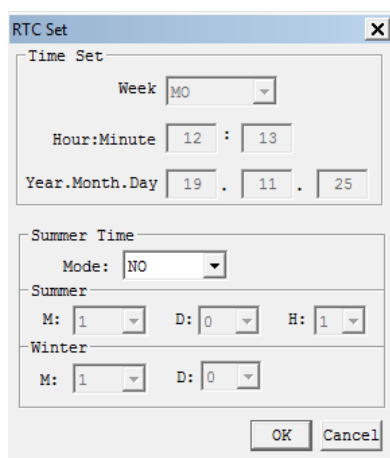 RTC Set
Time Set
Week MO
Hour:Minute 12 : 13
Year.Month.Day 19 . 11 . 25
Summer Time
Mode: NO
Summer
M: 1 D: 0 H: 1
Winter
M: 1 D: 0
OK Cancel